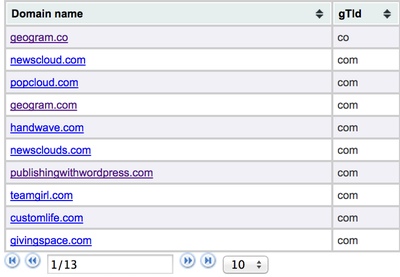 Domain name gTld
geogram.co co
newscloud.com com
popcloud.com com
geogram.com com
handwave.com com
newsclouds.com com
publishingwithwordpress.com com
teamgirl.com com
customlife.com com
givingspace.com com
1/13 10